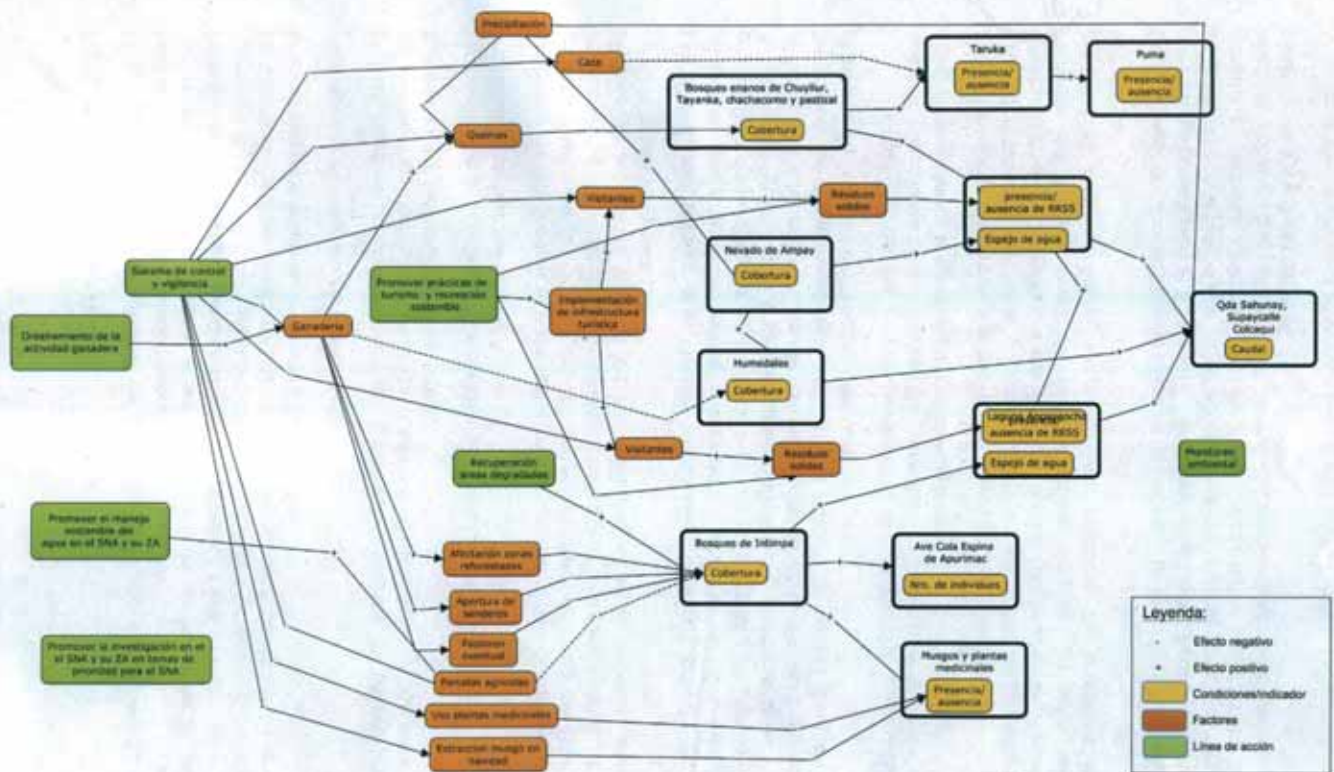 Precipitación
Caza
Taruka
Presencia/
ausencia
Puma
Presencia/
ausencia
Bosques enanos de Chuyllur,
Tayanka, chachacomo y pastizal
Cobertura
Quemas
Visitantes
Residuos
sólidos
presencia/
ausencia de RRSS
Espejo de agua
Nevado de Ampay
Cobertura
Sistema de control
y vigilancia
Promover prácticas de
turismo y recreación
sostenible
Implementación
de infraestructura
turística
Ordenamiento de la
actividad ganadera
Ganadería
Qda Sahunay,
Supaycalle
Colcaqui
Caudal
Humedales
Cobertura
Laguna
ausencia de RRSS
Espejo de agua
Visitantes
Residuos
sólidos
Monitoreo
ambiental
Recuperación
áreas degradadas
Promover el manejo
sostenible del
agua en el SNA y su ZA
Bosques de Intimpa
Cobertura
Ave Cola Espina
de Apurimac
Nro. de individuos
Afectación zonas
reforestadas
Apertura de
senderos
Pastoreo
eventual
Promover la investigación en el
el SNA y su ZA en temas de
prioridad para el SNA
Parcelas agrícolas
Musgos y plantas
medicinales
Presencia/
ausencia
Uso plantas medicinales
Extracción musgo en
navidad
Leyenda:
- Efecto negativo
+ Efecto positivo
Condiciones/indicador
Factores
Línea de acción